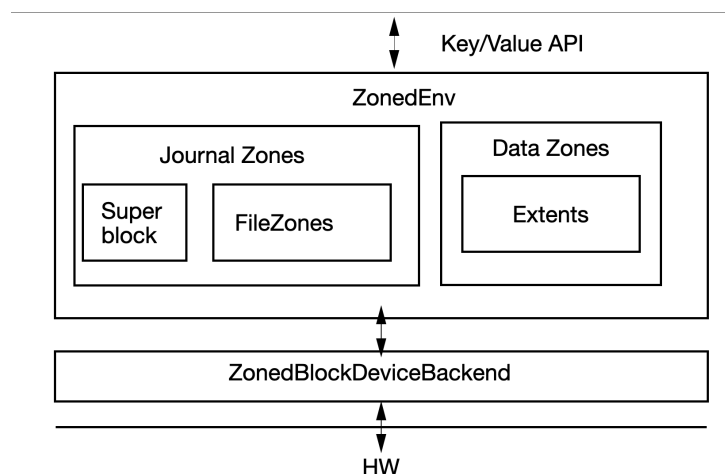 Key/Value API
ZonedEnv
Journal Zones
Super
block
FileZones
Data Zones
Extents
ZonedBlockDeviceBackend
HW